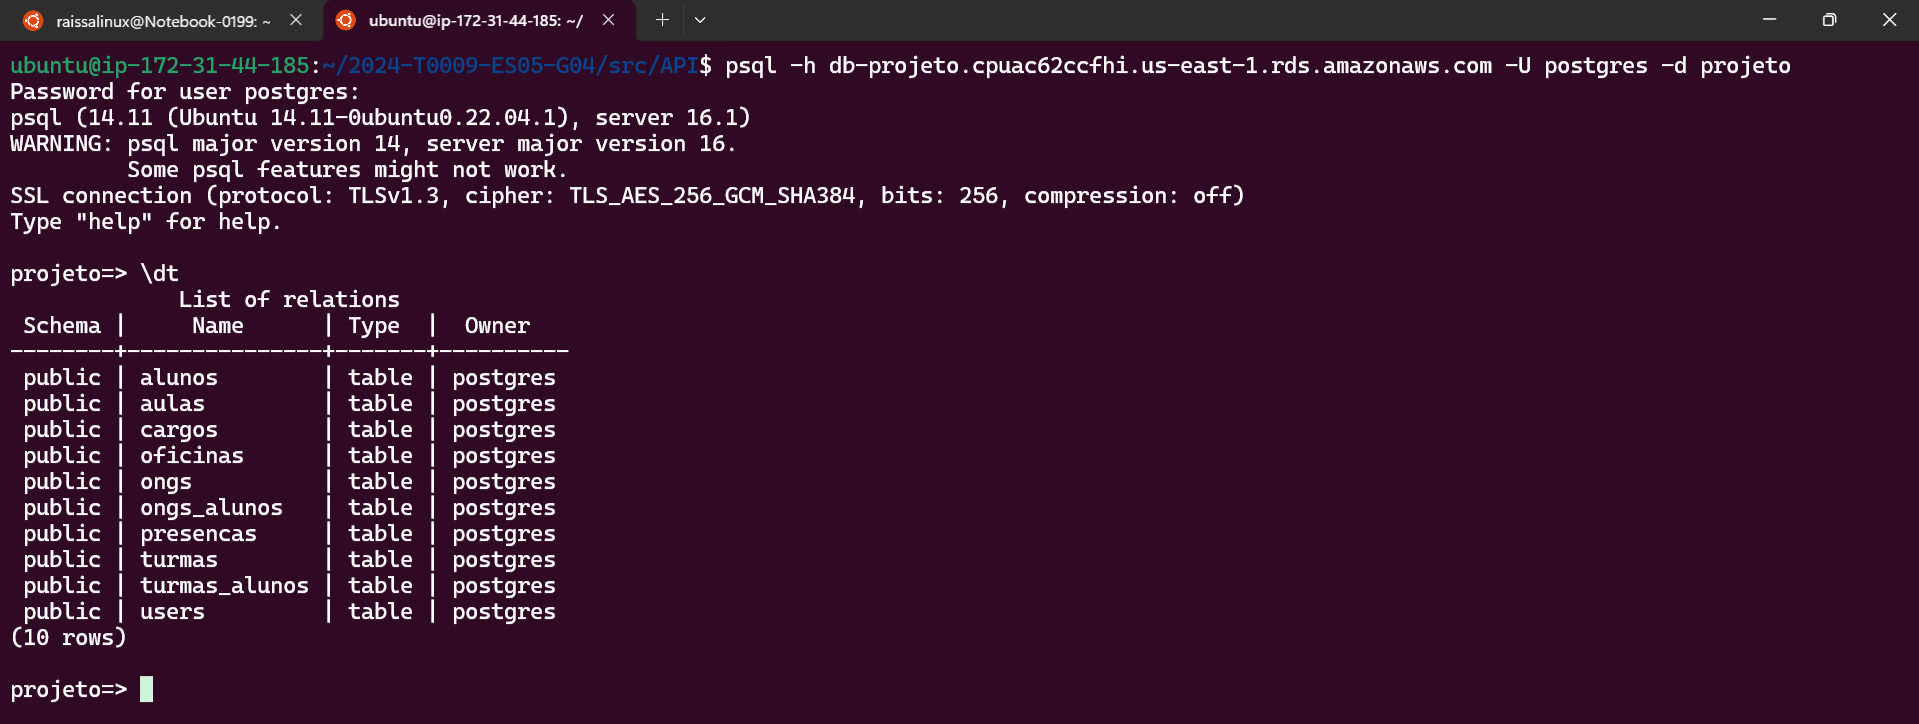 raissalinux@Notebook-0199: ~
ubuntu@ip-172-31-44-185: ~/
ubuntu@ip-172-31-44-185:~/2024-T0009-ES05-G04/src/API$ psql -h db-projeto.cpuac62ccfhi.us-east-1.rds.amazonaws.com -U postgres -d projeto
Password for user postgres:
psql (14.11 (Ubuntu 14.11-0ubuntu0.22.04.1), server 16.1)
WARNING: psql major version 14, server major version 16.
         Some psql features might not work.
SSL connection (protocol: TLSv1.3, cipher: TLS_AES_256_GCM_SHA384, bits: 256, compression: off)
Type "help" for help.

projeto=> \dt
             List of relations
 Schema |     Name      | Type  |  Owner
--------+---------------+-------+----------
 public | alunos        | table | postgres
 public | aulas         | table | postgres
 public | cargos        | table | postgres
 public | oficinas      | table | postgres
 public | ongs          | table | postgres
 public | ongs_alunos   | table | postgres
 public | presencas     | table | postgres
 public | turmas        | table | postgres
 public | turmas_alunos | table | postgres
 public | users         | table | postgres
(10 rows)

projeto=>